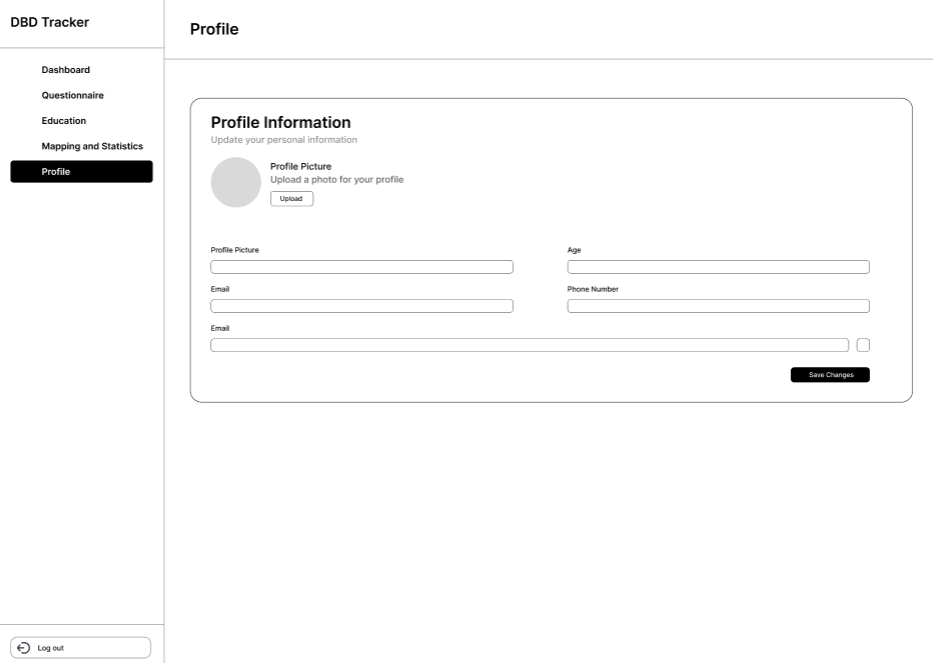 DBD Tracker
Dashboard
Questionnaire
Education
Mapping and Statistics
Profile
Log out
Profile
Profile Information
Update your personal information
Profile Picture
Upload a photo for your profile
Upload
Profile Picture
Age
Email
Phone Number
Email
Save Changes